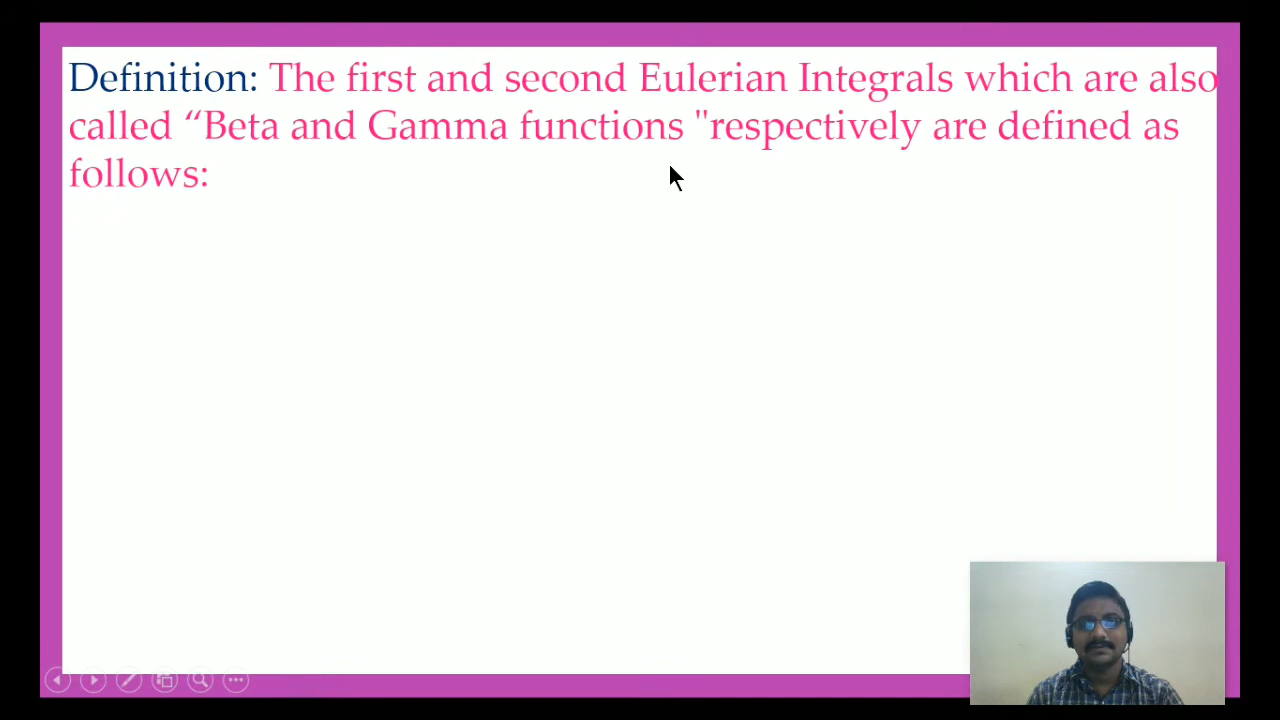 Definition: The first and second Eulerian Integrals which are also
called “Beta and Gamma functions "respectively are defined as
follows: